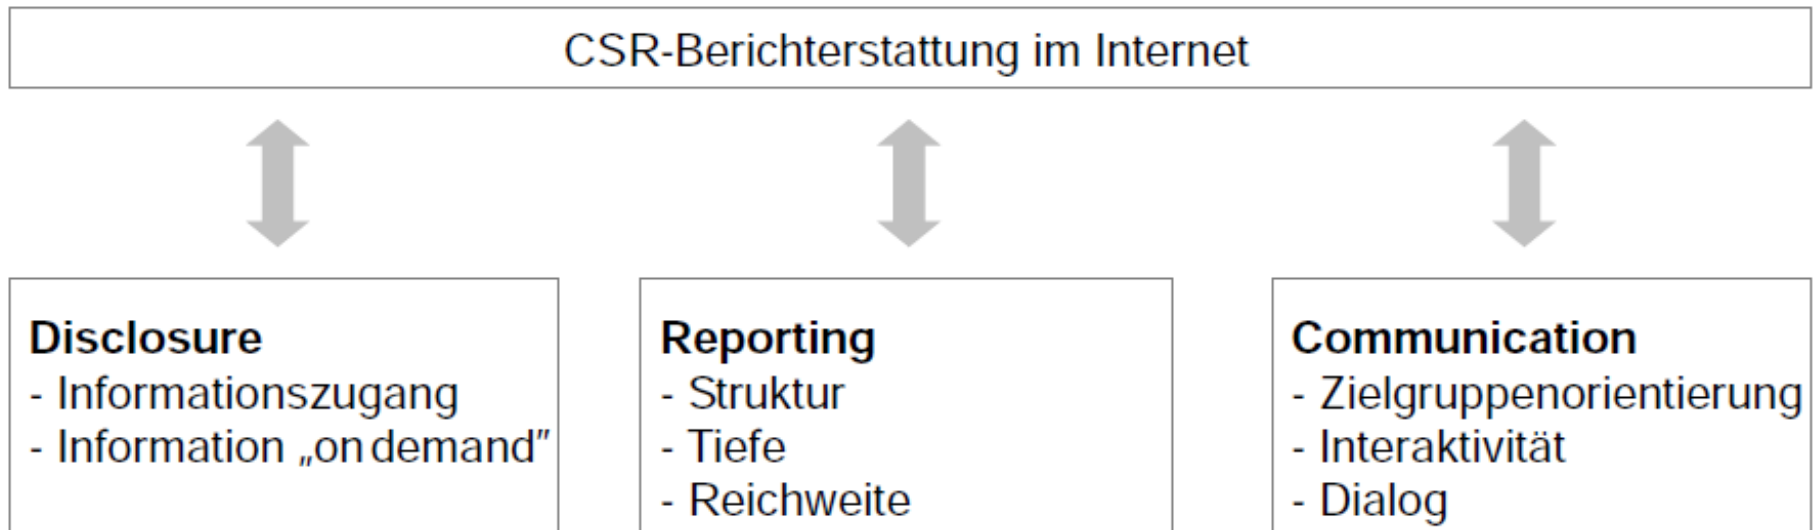 CSR-Berichterstattung im Internet
Disclosure
- Informationszugang
- Information „on demand"
Reporting
- Struktur
- Tiefe
- Reichweite
Communication
- Zielgruppenorientierung
- Interaktivität
- Dialog